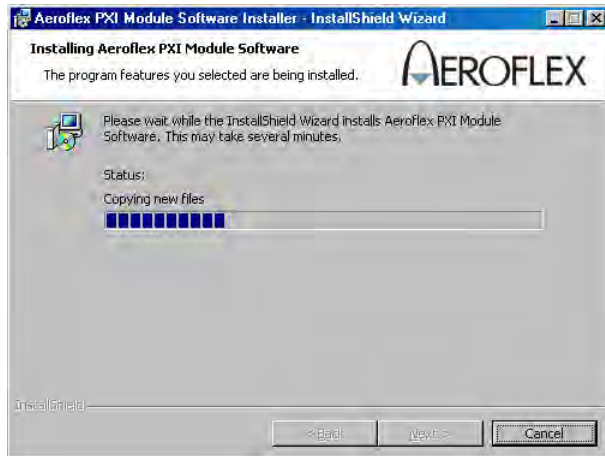 Aeroflex PXI Module Software Installer - InstallShield Wizard
Installing Aeroflex PXI Module Software
The program features you selected are being installed.
AEROFLEX
Please wait while the InstallShield Wizard installs Aeroflex PXI Module
Software. This may take several minutes.
Status:
Copying new files
InstallShield
< Back
Next >
Cancel